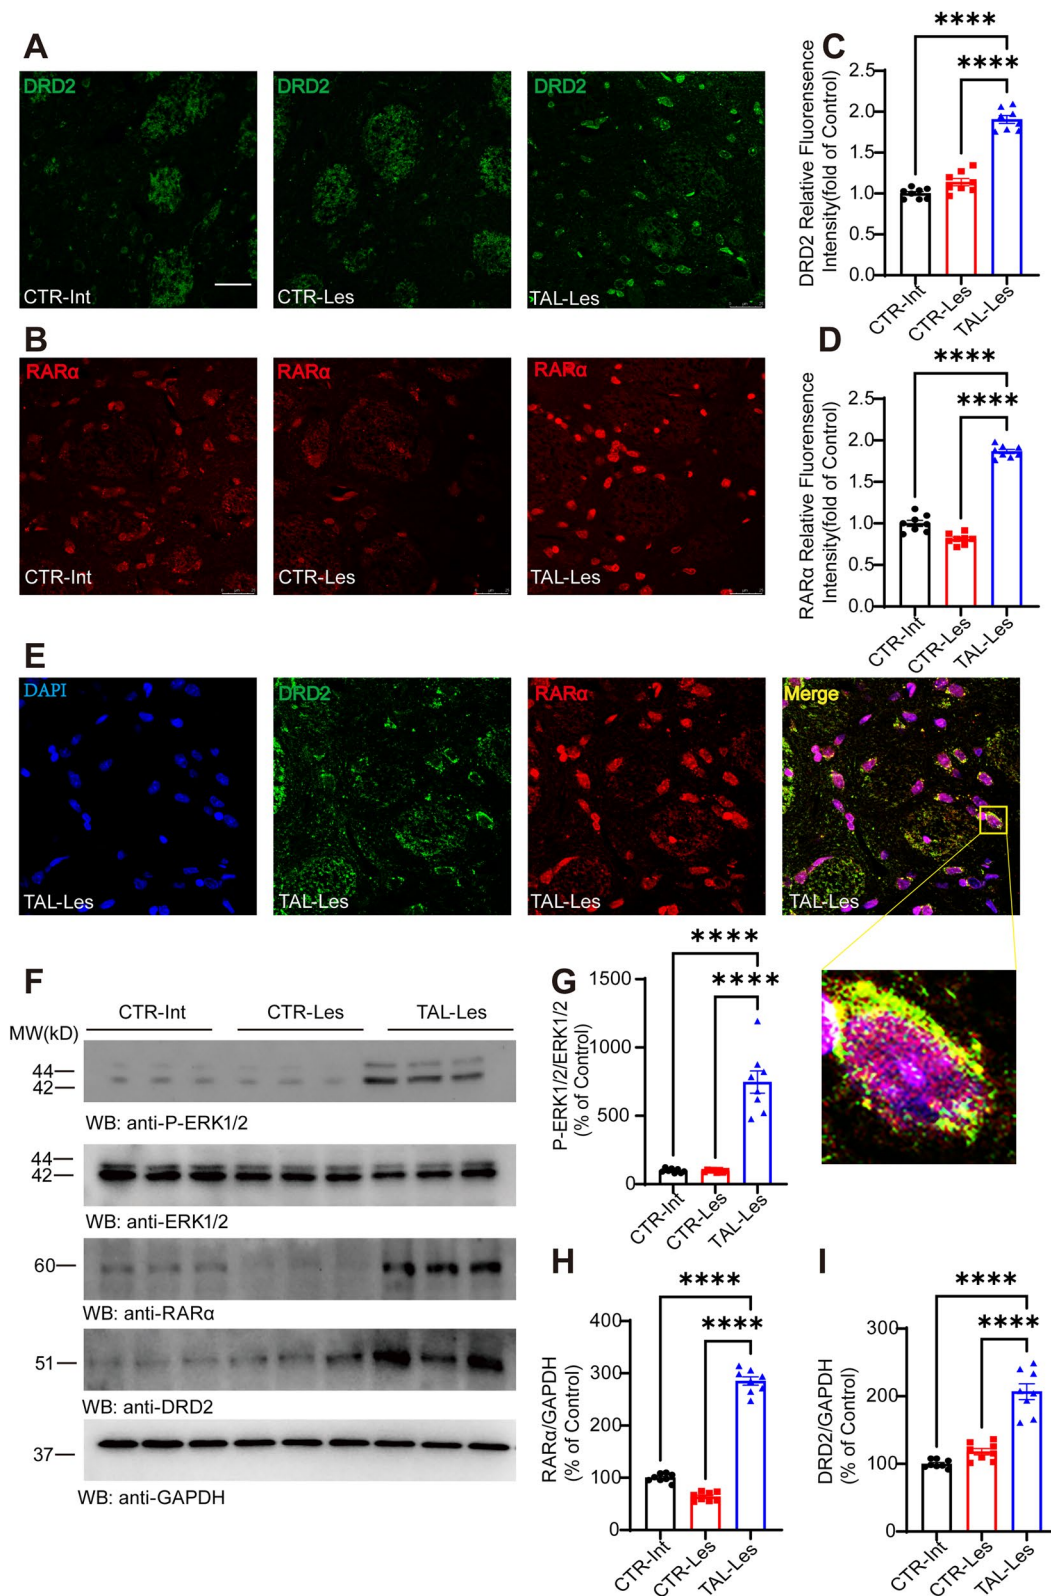 A
DRD2
CTR-Int
DRD2
CTR-Les
DRD2
TAL-Les
C
****
****
DRD2 Relative Fluorensence
Intensity(fold of Control)
2.5
2.0
1.5
1.0
0.5
0.0
CTR-Int
CTR-Les
TAL-Les
B
RARα
CTR-Int
RARα
CTR-Les
RARα
TAL-Les
D
****
****
RARα Relative Fluorensence
Intensity(fold of Control)
2.5
2.0
1.5
1.0
0.5
0.0
CTR-Int
CTR-Les
TAL-Les
E
DAPI
TAL-Les
DRD2
TAL-Les
RARα
TAL-Les
Merge
TAL-Les
F
CTR-Int
CTR-Les
TAL-Les
MW(kD)
44
42
WB: anti-P-ERK1/2
44
42
WB: anti-ERK1/2
60
WB: anti-RARα
51
WB: anti-DRD2
37
WB: anti-GAPDH
G
****
****
P-ERK1/2/ERK1/2
(% of Control)
1500
1000
500
0
CTR-Int
CTR-Les
TAL-Les
H
****
****
RARα/GAPDH
(% of Control)
400
300
200
100
0
CTR-Int
CTR-Les
TAL-Les
I
****
****
DRD2/GAPDH
(% of Control)
300
200
100
0
CTR-Int
CTR-Les
TAL-Les